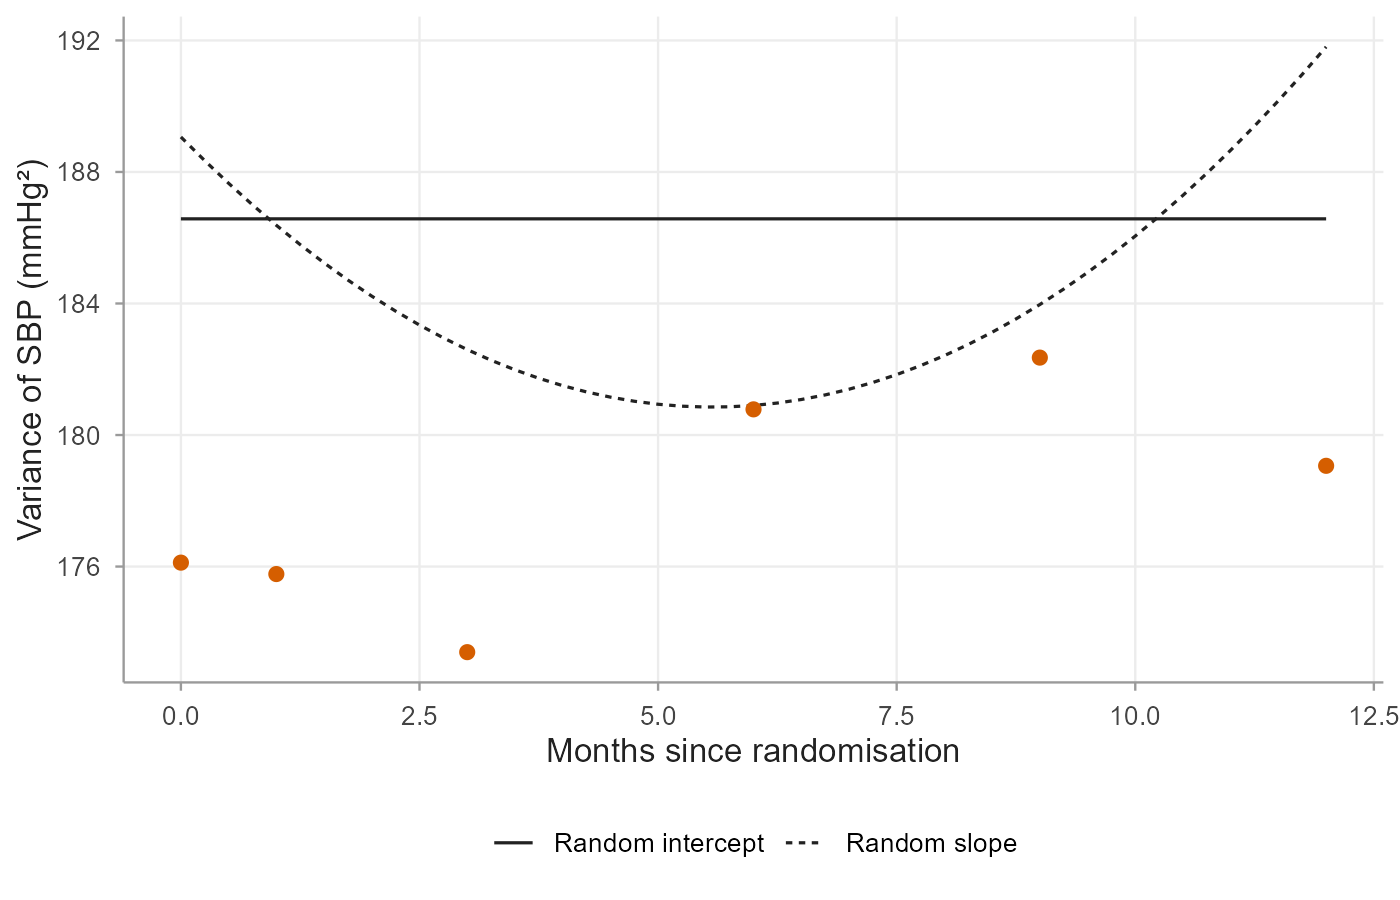 Variance of SBP (mmHg²)
192
188
184
180
176
0.0 2.5 5.0 7.5 10.0 12.5
Months since randomisation
Random intercept Random slope